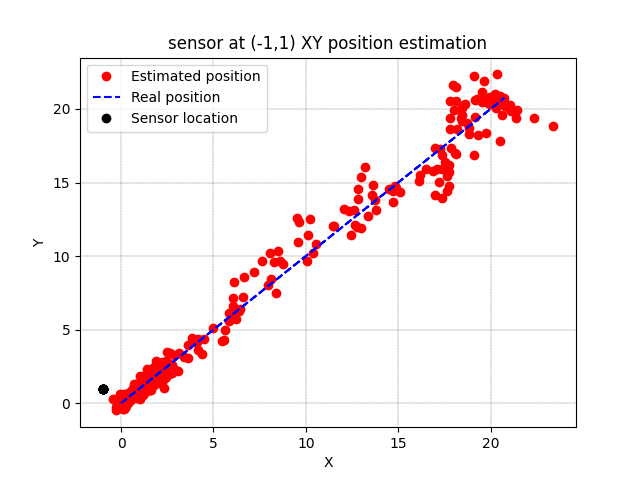 sensor at (-1,1) XY position estimation
Estimated position
Real position
Sensor location
Y
20
15
10
5
0
0 5 10 15 20
X